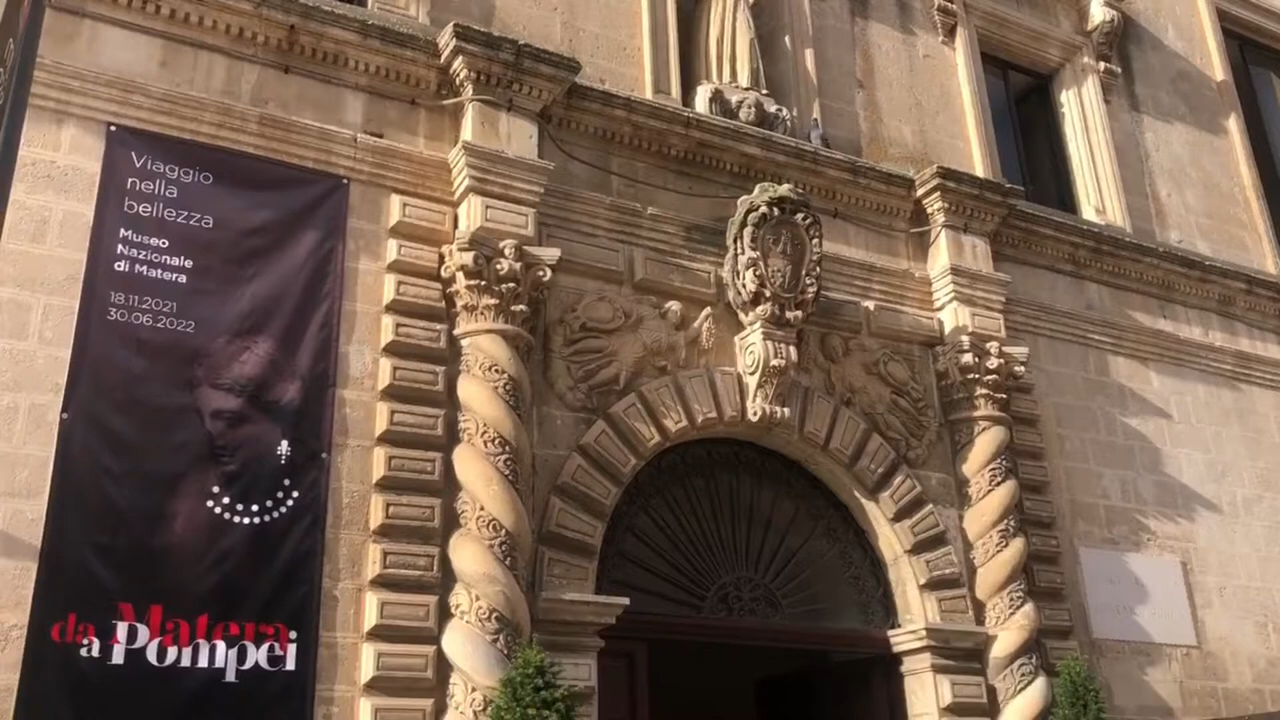 Viaggio
nella
bellezza
Museo
Nazionale
di Matera
18.11.2021
30.06.2022
da Matera
a Pompei